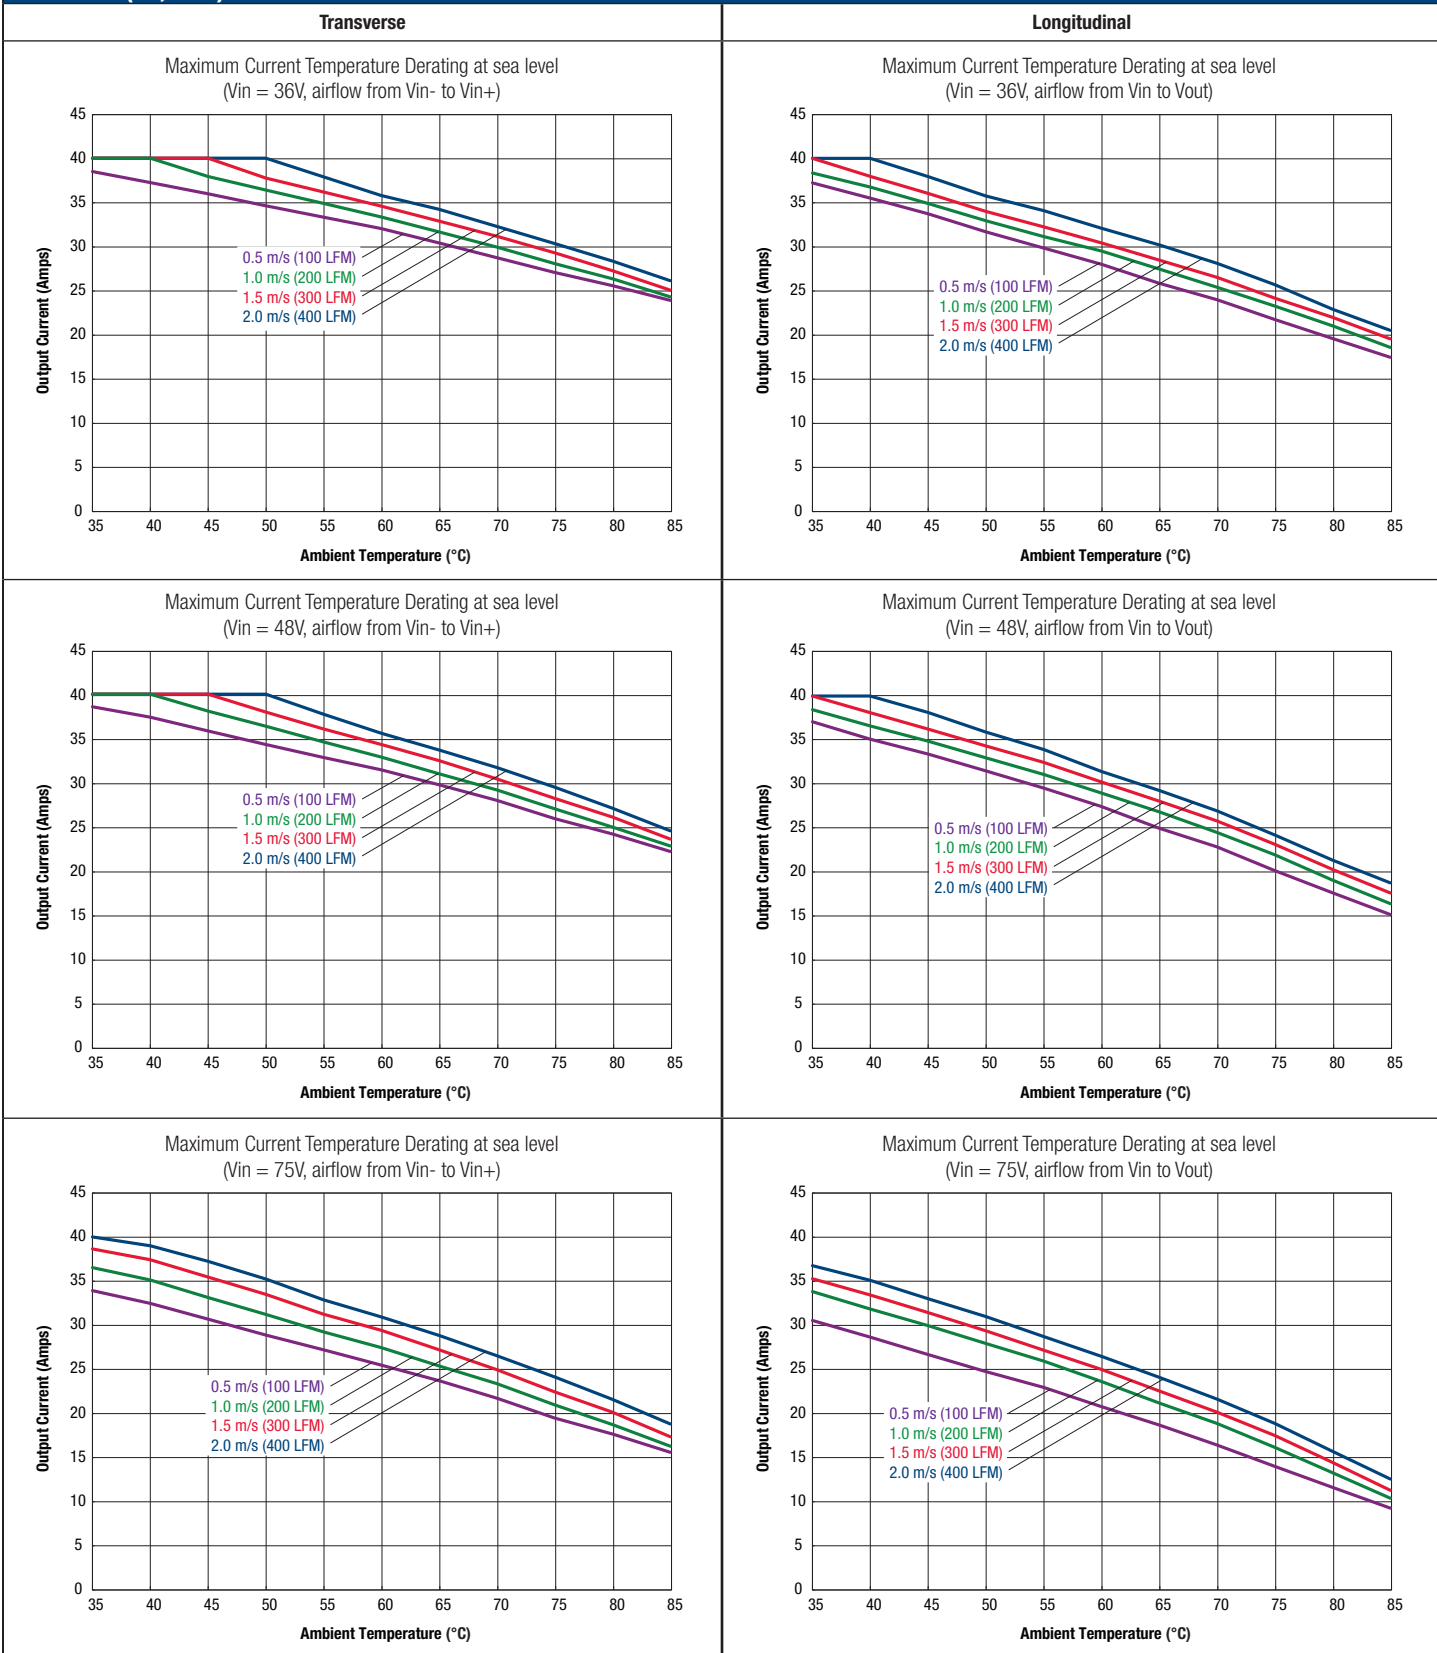 Transverse
Longitudinal
Maximum Current Temperature Derating at sea level
(Vin = 36V, airflow from Vin- to Vin+)
45
40
35
30
25
20
15
10
5
0
Output Current (Amps)
0.5 m/s (100 LFM)
1.0 m/s (200 LFM)
1.5 m/s (300 LFM)
2.0 m/s (400 LFM)
35 40 45 50 55 60 65 70 75 80 85
Ambient Temperature (°C)
Maximum Current Temperature Derating at sea level
(Vin = 36V, airflow from Vin to Vout)
45
40
35
30
25
20
15
10
5
0
Output Current (Amps)
0.5 m/s (100 LFM)
1.0 m/s (200 LFM)
1.5 m/s (300 LFM)
2.0 m/s (400 LFM)
35 40 45 50 55 60 65 70 75 80 85
Ambient Temperature (°C)
Maximum Current Temperature Derating at sea level
(Vin = 48V, airflow from Vin- to Vin+)
45
40
35
30
25
20
15
10
5
0
Output Current (Amps)
0.5 m/s (100 LFM)
1.0 m/s (200 LFM)
1.5 m/s (300 LFM)
2.0 m/s (400 LFM)
35 40 45 50 55 60 65 70 75 80 85
Ambient Temperature (°C)
Maximum Current Temperature Derating at sea level
(Vin = 48V, airflow from Vin to Vout)
45
40
35
30
25
20
15
10
5
0
Output Current (Amps)
0.5 m/s (100 LFM)
1.0 m/s (200 LFM)
1.5 m/s (300 LFM)
2.0 m/s (400 LFM)
35 40 45 50 55 60 65 70 75 80 85
Ambient Temperature (°C)
Maximum Current Temperature Derating at sea level
(Vin = 75V, airflow from Vin- to Vin+)
45
40
35
30
25
20
15
10
5
0
Output Current (Amps)
0.5 m/s (100 LFM)
1.0 m/s (200 LFM)
1.5 m/s (300 LFM)
2.0 m/s (400 LFM)
35 40 45 50 55 60 65 70 75 80 85
Ambient Temperature (°C)
Maximum Current Temperature Derating at sea level
(Vin = 75V, airflow from Vin to Vout)
45
40
35
30
25
20
15
10
5
0
Output Current (Amps)
0.5 m/s (100 LFM)
1.0 m/s (200 LFM)
1.5 m/s (300 LFM)
2.0 m/s (400 LFM)
35 40 45 50 55 60 65 70 75 80 85
Ambient Temperature (°C)